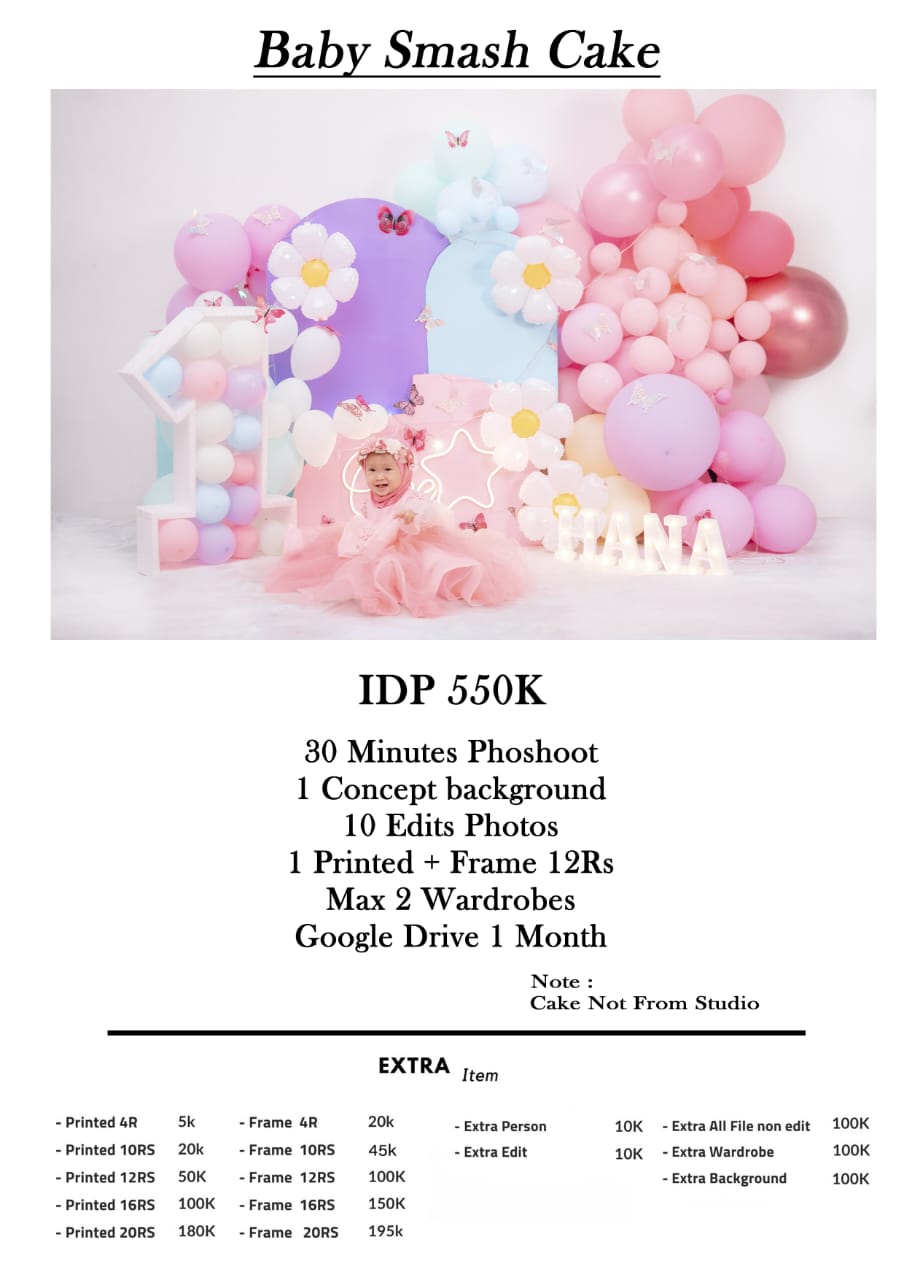 Baby Smash Cake
HANA
IDP 550K
30 Minutes Phoshoot
1 Concept background
10 Edits Photos
1 Printed + Frame 12Rs
Max 2 Wardrobes
Google Drive 1 Month
Note :
Cake Not From Studio
EXTRA Item
- Printed 4R 5k - Frame 4R 20k - Extra Person 10K - Extra All File non edit 100K
- Printed 10RS 20k - Frame 10RS 45k - Extra Edit 10K - Extra Wardrobe 100K
- Printed 12RS 50K - Frame 12RS 100K - Extra Background 100K
- Printed 16RS 100K - Frame 16RS 150K
- Printed 20RS 180K - Frame 20RS 195k